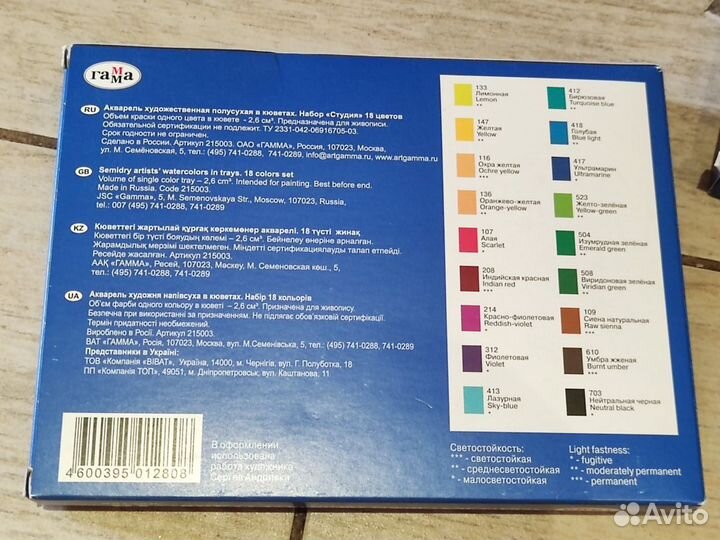 гамма
RU Акварель художественная полусухая в кюветах. Набор «Студия» 18 цветов
Объем краски одного цвета в кювете - 2,6 см³. Предназначена для живописи.
Обязательной сертификации не подлежит. ТУ 2331-042-06916705-03.
Срок годности не ограничен.
Сделано в России. Артикул 215003. ОАО «ГАММА», Россия, 107023, Москва,
ул. М. Семёновская, 5, тел.: (495) 741-0288, 741-0289, info@artgamma.ru, www.artgamma.ru
GB Semidry artists' watercolors in trays. 18 colors set
Volume of single color tray – 2,6 cm³. Intended for painting. Best before end.
Made in Russia. Code 215003.
JSC «Gamma», 5, M. Semenovskaya Str., Moscow, 107023, Russia,
tel.: 007 (495) 741-0288, 741-0289
KZ Кюветтегі жартылай құрғақ көркемөнер акварелі. 18 түсті жинақ
Кюветтегі бір түсті бояудың көлемі – 2,6 см³. Бейнелеу өнеріне арналған.
Жарамдылық мерзімі шектелмеген. Міндетті сертификациялауды талап етпейді.
Ресейде жасалған. Артикул 215003.
ААҚ «ГАММА», Ресей, 107023, Мәскеу, М. Семеновская көш., 5,
тел.: (495) 741-0288, 741-0289
UA Акварель художня напівсуха в кюветах. Набір 18 кольорів
Об'єм фарби одного кольору в кюветі – 2,6 см³. Призначена для живопису.
Безпечна при використанні за призначенням. Не підлягає обов'язковій сертифікації.
Термін придатності необмежений.
Вироблено в Росії. Артикул 215003.
ВАТ «ГАММА», 107023, Росія, Москва, вул. М.Семенівська, 5, тел.: (495) 741-0288, 741-0289
Представники в Україні:
ТОВ «Компанія «ВІВАТ», Україна, 14000, м. Чернігів, вул. Г. Полуботка, 18
ПП «Компанія ТОП», 49051, м. Дніпропетровськ, вул. Каштанова, 11
4600395012808
В оформлении
использована
работа художника
Сергея Андрияки
133
Лимонная
Lemon
**
147
Желтая
Yellow
**
116
Охра желтая
Ochre yellow
***
136
Оранжево-желтая
Orange-yellow
**
107
Алая
Scarlet
*
208
Индийская красная
Indian red
***
214
Красно-фиолетовая
Reddish-violet
*
312
Фиолетовая
Violet
*
413
Лазурная
Sky-blue
*
412
Бирюзовая
Turquoise blue
**
418
Голубая
Blue light
**
417
Ультрамарин
Ultramarine
*
523
Желто-зелёная
Yellow-green
**
504
Изумрудная зелёная
Emerald green
**
508
Виридоновая зелёная
Viridian green
***
109
Сиена натуральная
Raw sienna
***
610
Умбра жженая
Burnt umber
***
703
Нейтральная черная
Neutral black
*
Светостойкость:
*** - светостойкая
** - среднесветостойкая
* - малосветостойкая
Light fastness:
* - fugitive
** - moderately permanent
*** - permanent
Avito